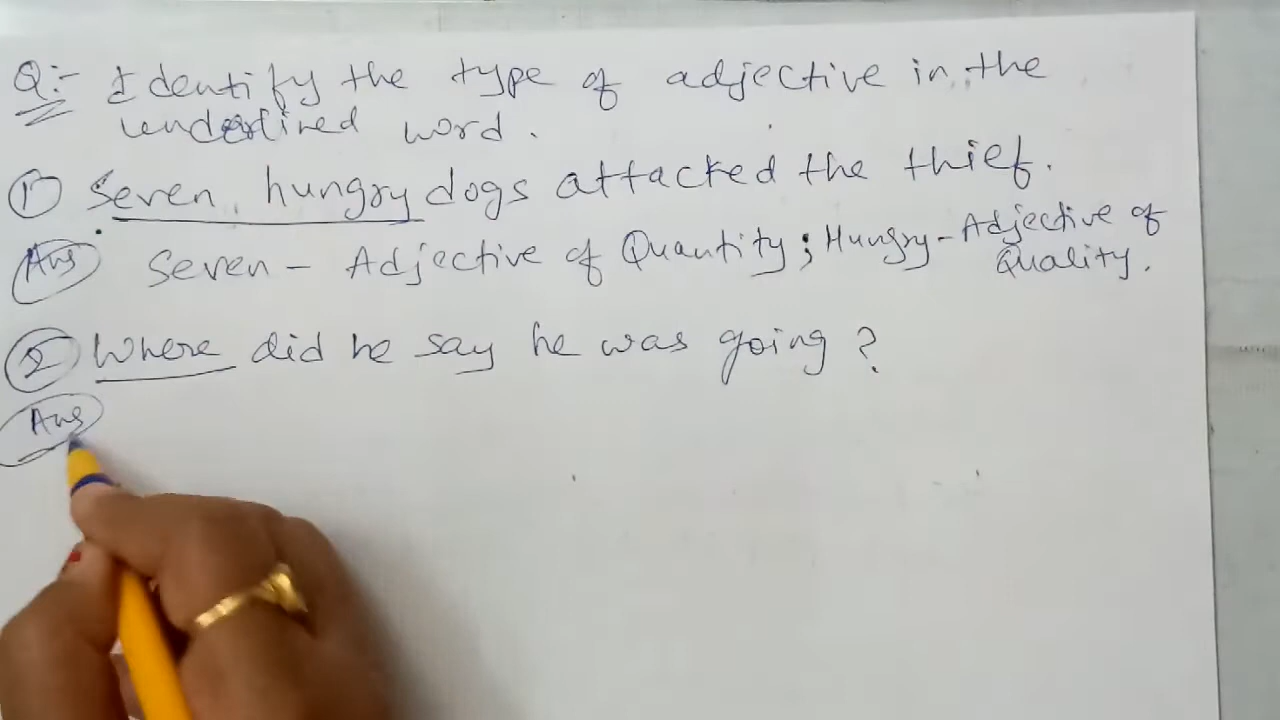 Q:- Identify the type of adjective in the
underlined word.
① Seven hungry dogs attacked the thief.
Ans Seven - Adjective of Quantity; Hungry - Adjective of
Quality.
② Where did he say he was going?
Ans